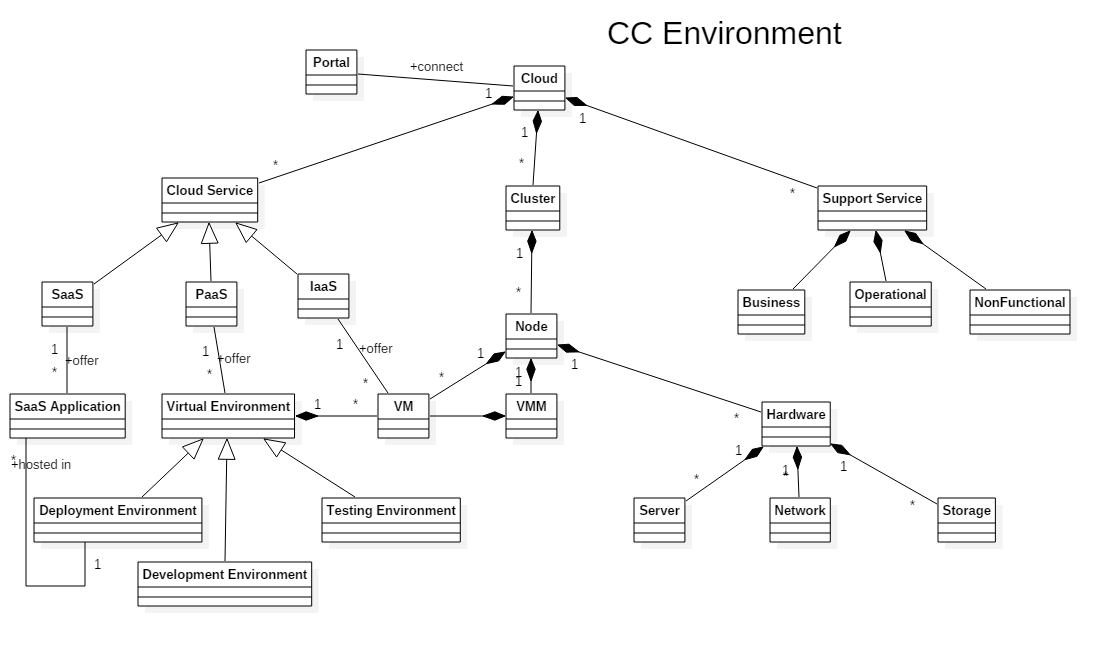 CC Environment
Portal
+connect
Cloud
1
1
1
*
*
*
Cloud Service
Cluster
Support Service
1
*
SaaS
PaaS
IaaS
Business
Operational
NonFunctional
Node
1
+offer
*
1
+offer
*
1
+offer
*
1
*
1
1
1
*
SaaS Application
Virtual Environment
1
*
VM
VMM
Hardware
*
+hosted in
1
*
1
*
1
*
Deployment Environment
Testing Environment
Server
Network
Storage
1
Development Environment